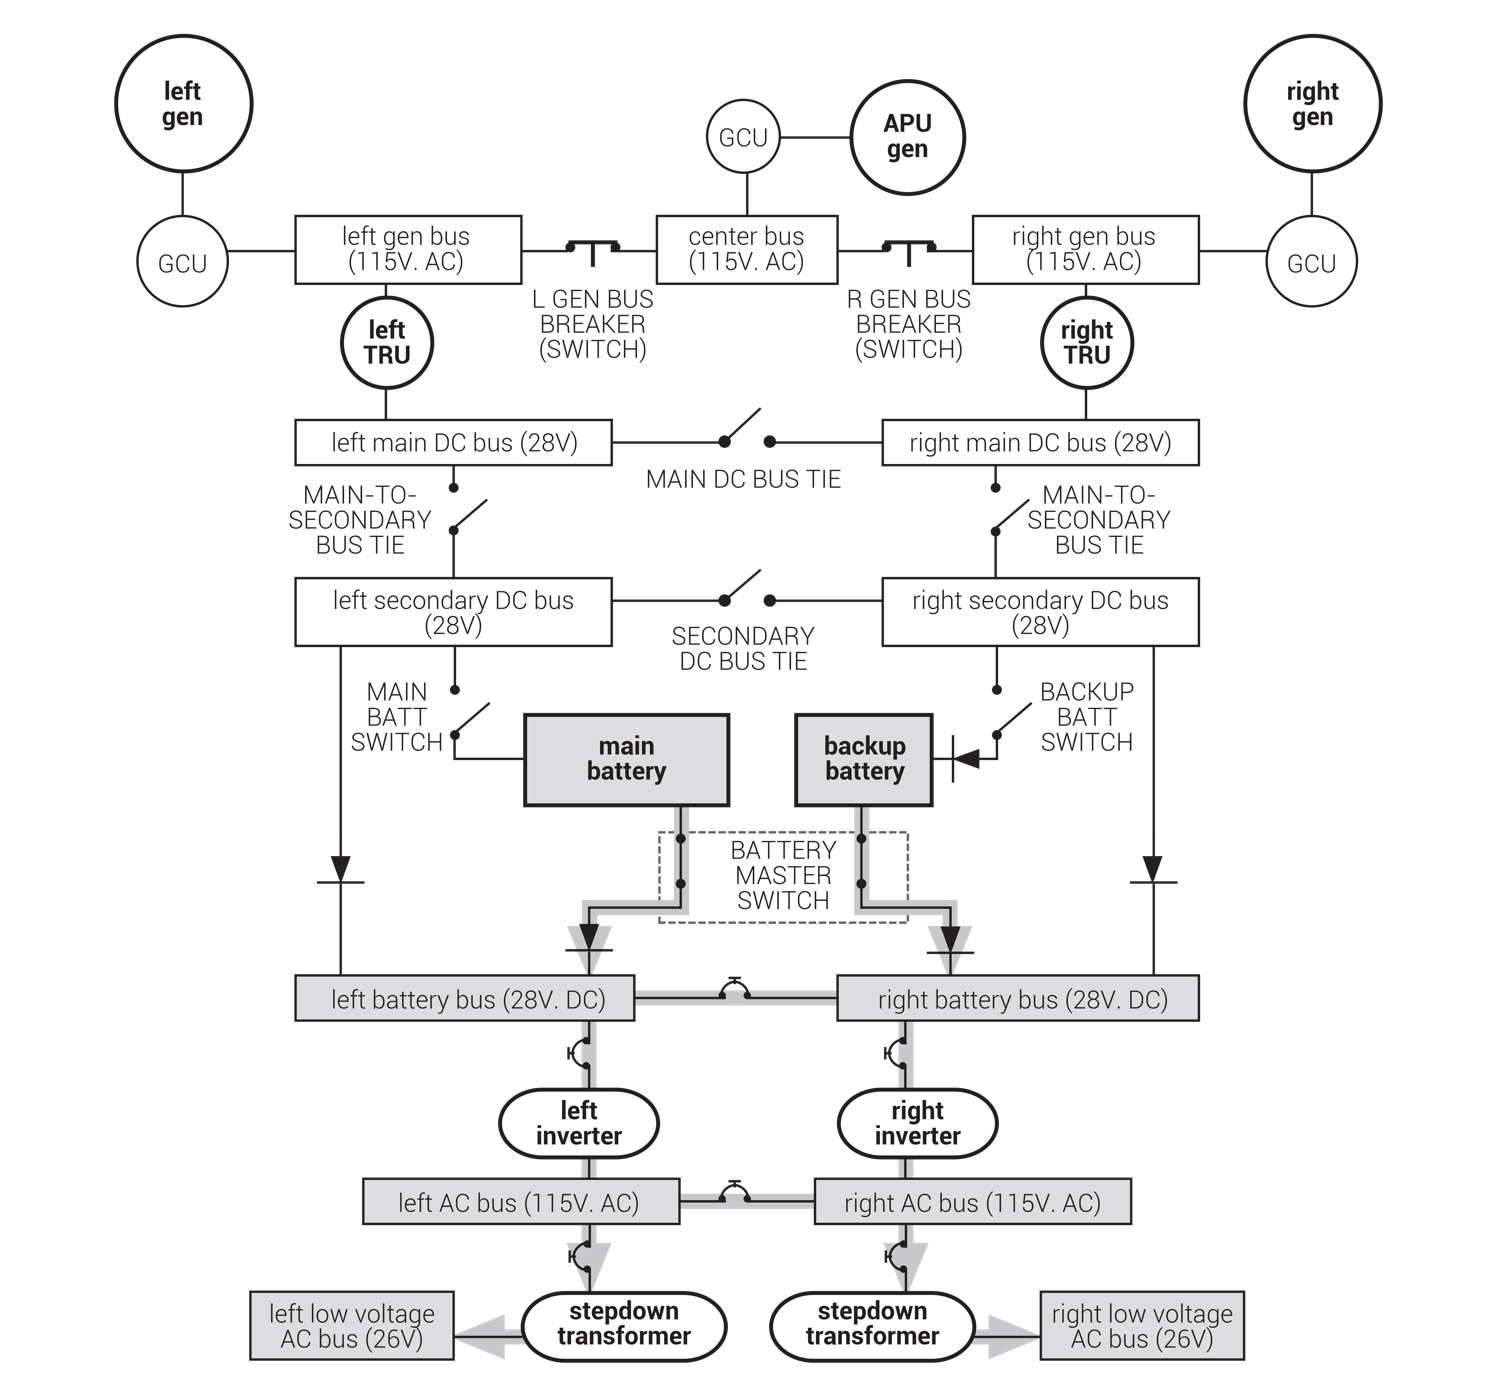 left
gen
GCU
APU
gen
right
gen
GCU
left gen bus
(115V. AC)
center bus
(115V. AC)
right gen bus
(115V. AC)
GCU
L GEN BUS
BREAKER
(SWITCH)
R GEN BUS
BREAKER
(SWITCH)
left
TRU
right
TRU
left main DC bus (28V)
right main DC bus (28V)
MAIN DC BUS TIE
MAIN-TO-
SECONDARY
BUS TIE
MAIN-TO-
SECONDARY
BUS TIE
left secondary DC bus
(28V)
right secondary DC bus
(28V)
SECONDARY
DC BUS TIE
MAIN
BATT
SWITCH
main
battery
backup
battery
BACKUP
BATT
SWITCH
BATTERY
MASTER
SWITCH
left battery bus (28V. DC)
right battery bus (28V. DC)
left
inverter
right
inverter
left AC bus (115V. AC)
right AC bus (115V. AC)
left low voltage
AC bus (26V)
stepdown
transformer
stepdown
transformer
right low voltage
AC bus (26V)